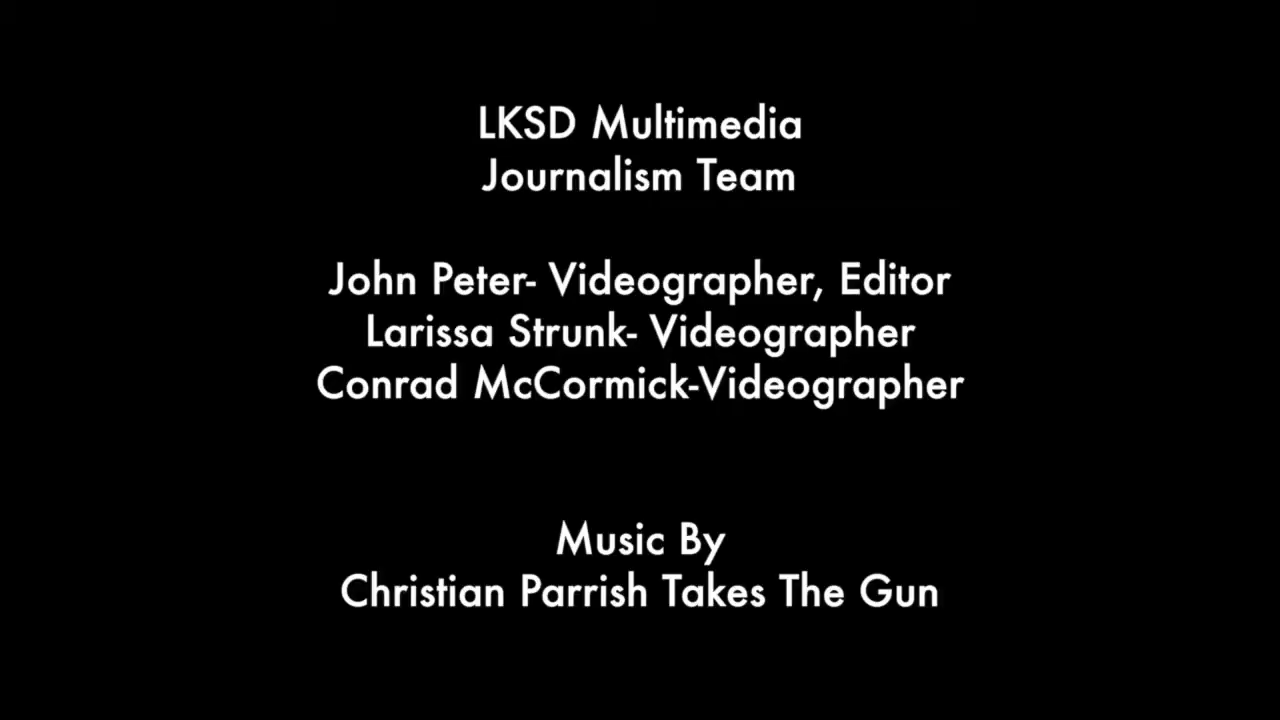 LKSD Multimedia
Journalism Team
John Peter- Videographer, Editor
Larissa Strunk- Videographer
Conrad McCormick-Videographer
Music By
Christian Parrish Takes The Gun